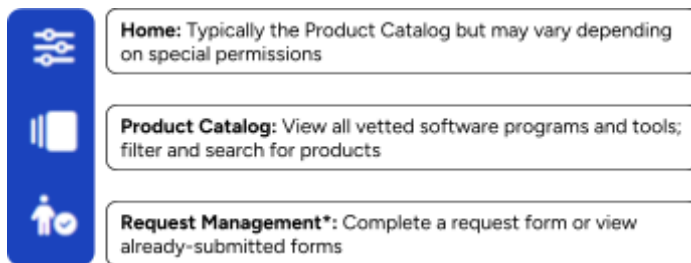 Home: Typically the Product Catalog but may vary depending
on special permissions
Product Catalog: View all vetted software programs and tools;
filter and search for products
Request Management*: Complete a request form or view
already-submitted forms